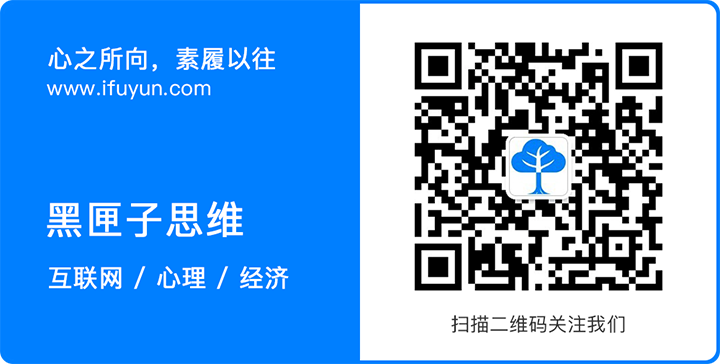 心之所向，素履以往
www.ifuyun.com
黑匣子思维
互联网 / 心理 / 经济
扫描二维码关注我们